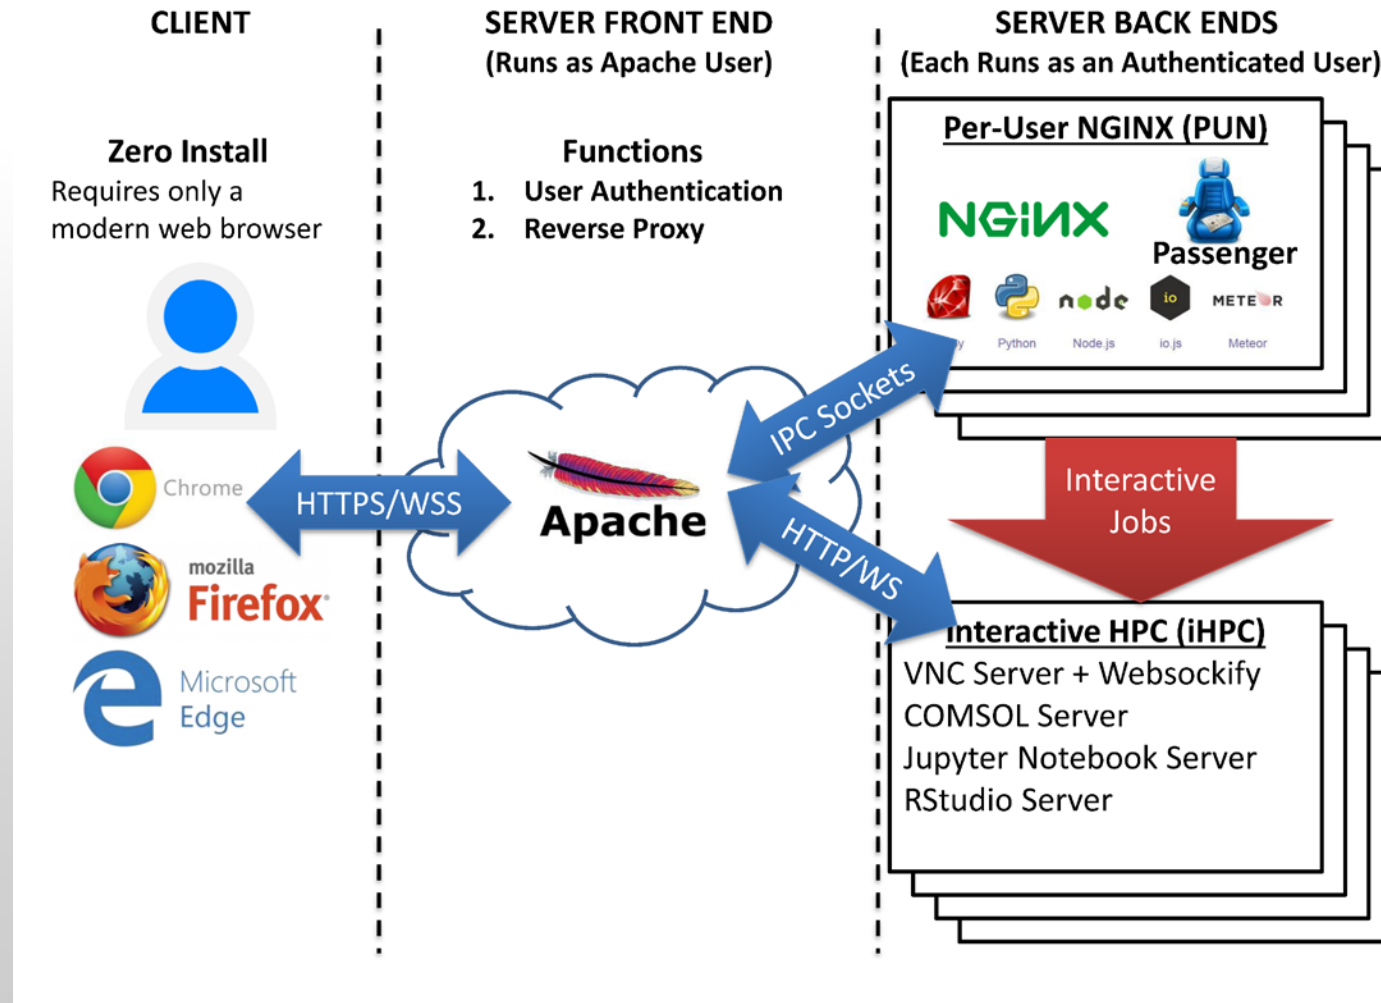 CLIENT
Zero Install
Requires only a
modern web browser
Chrome
mozilla
Firefox
Microsoft
Edge
HTTPS/WSS
SERVER FRONT END
(Runs as Apache User)
Functions
1. User Authentication
2. Reverse Proxy
Apache
IPC Sockets
HTTP/WS
SERVER BACK ENDS
(Each Runs as an Authenticated User)
Per-User NGINX (PUN)
NGINX
Passenger
node
io
METEOR
Python
Node.js
io.js
Meteor
Interactive
Jobs
Interactive HPC (iHPC)
VNC Server + Websockify
COMSOL Server
Jupyter Notebook Server
RStudio Server